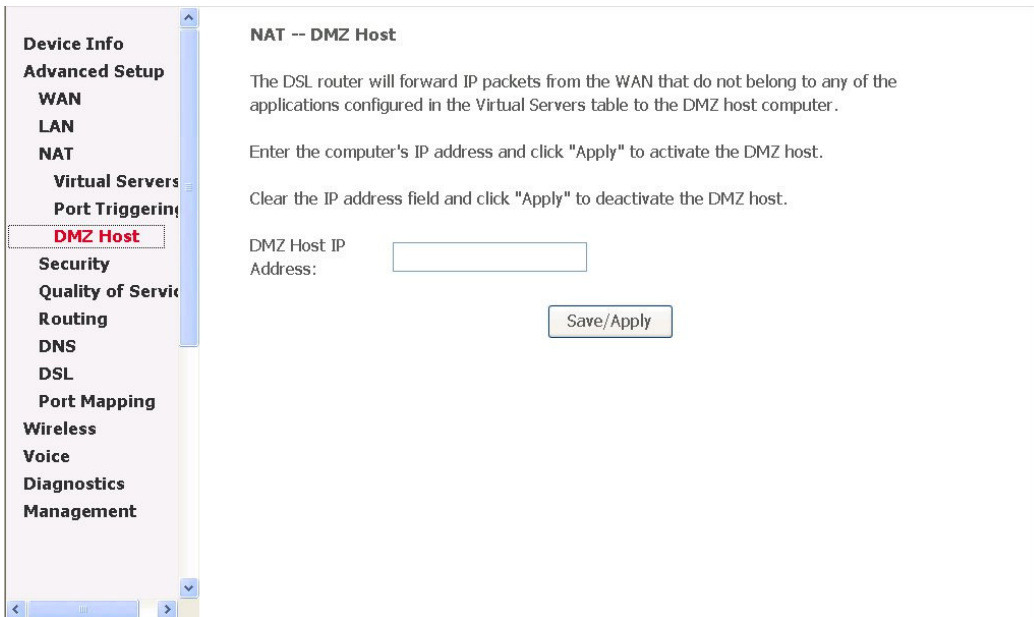 Device Info
Advanced Setup
WAN
LAN
NAT
Virtual Servers
Port Triggering
DMZ Host
Security
Quality of Servic
Routing
DNS
DSL
Port Mapping
Wireless
Voice
Diagnostics
Management
NAT -- DMZ Host
The DSL router will forward IP packets from the WAN that do not belong to any of the
applications configured in the Virtual Servers table to the DMZ host computer.
Enter the computer's IP address and click "Apply" to activate the DMZ host.
Clear the IP address field and click "Apply" to deactivate the DMZ host.
DMZ Host IP
Address:
Save/Apply